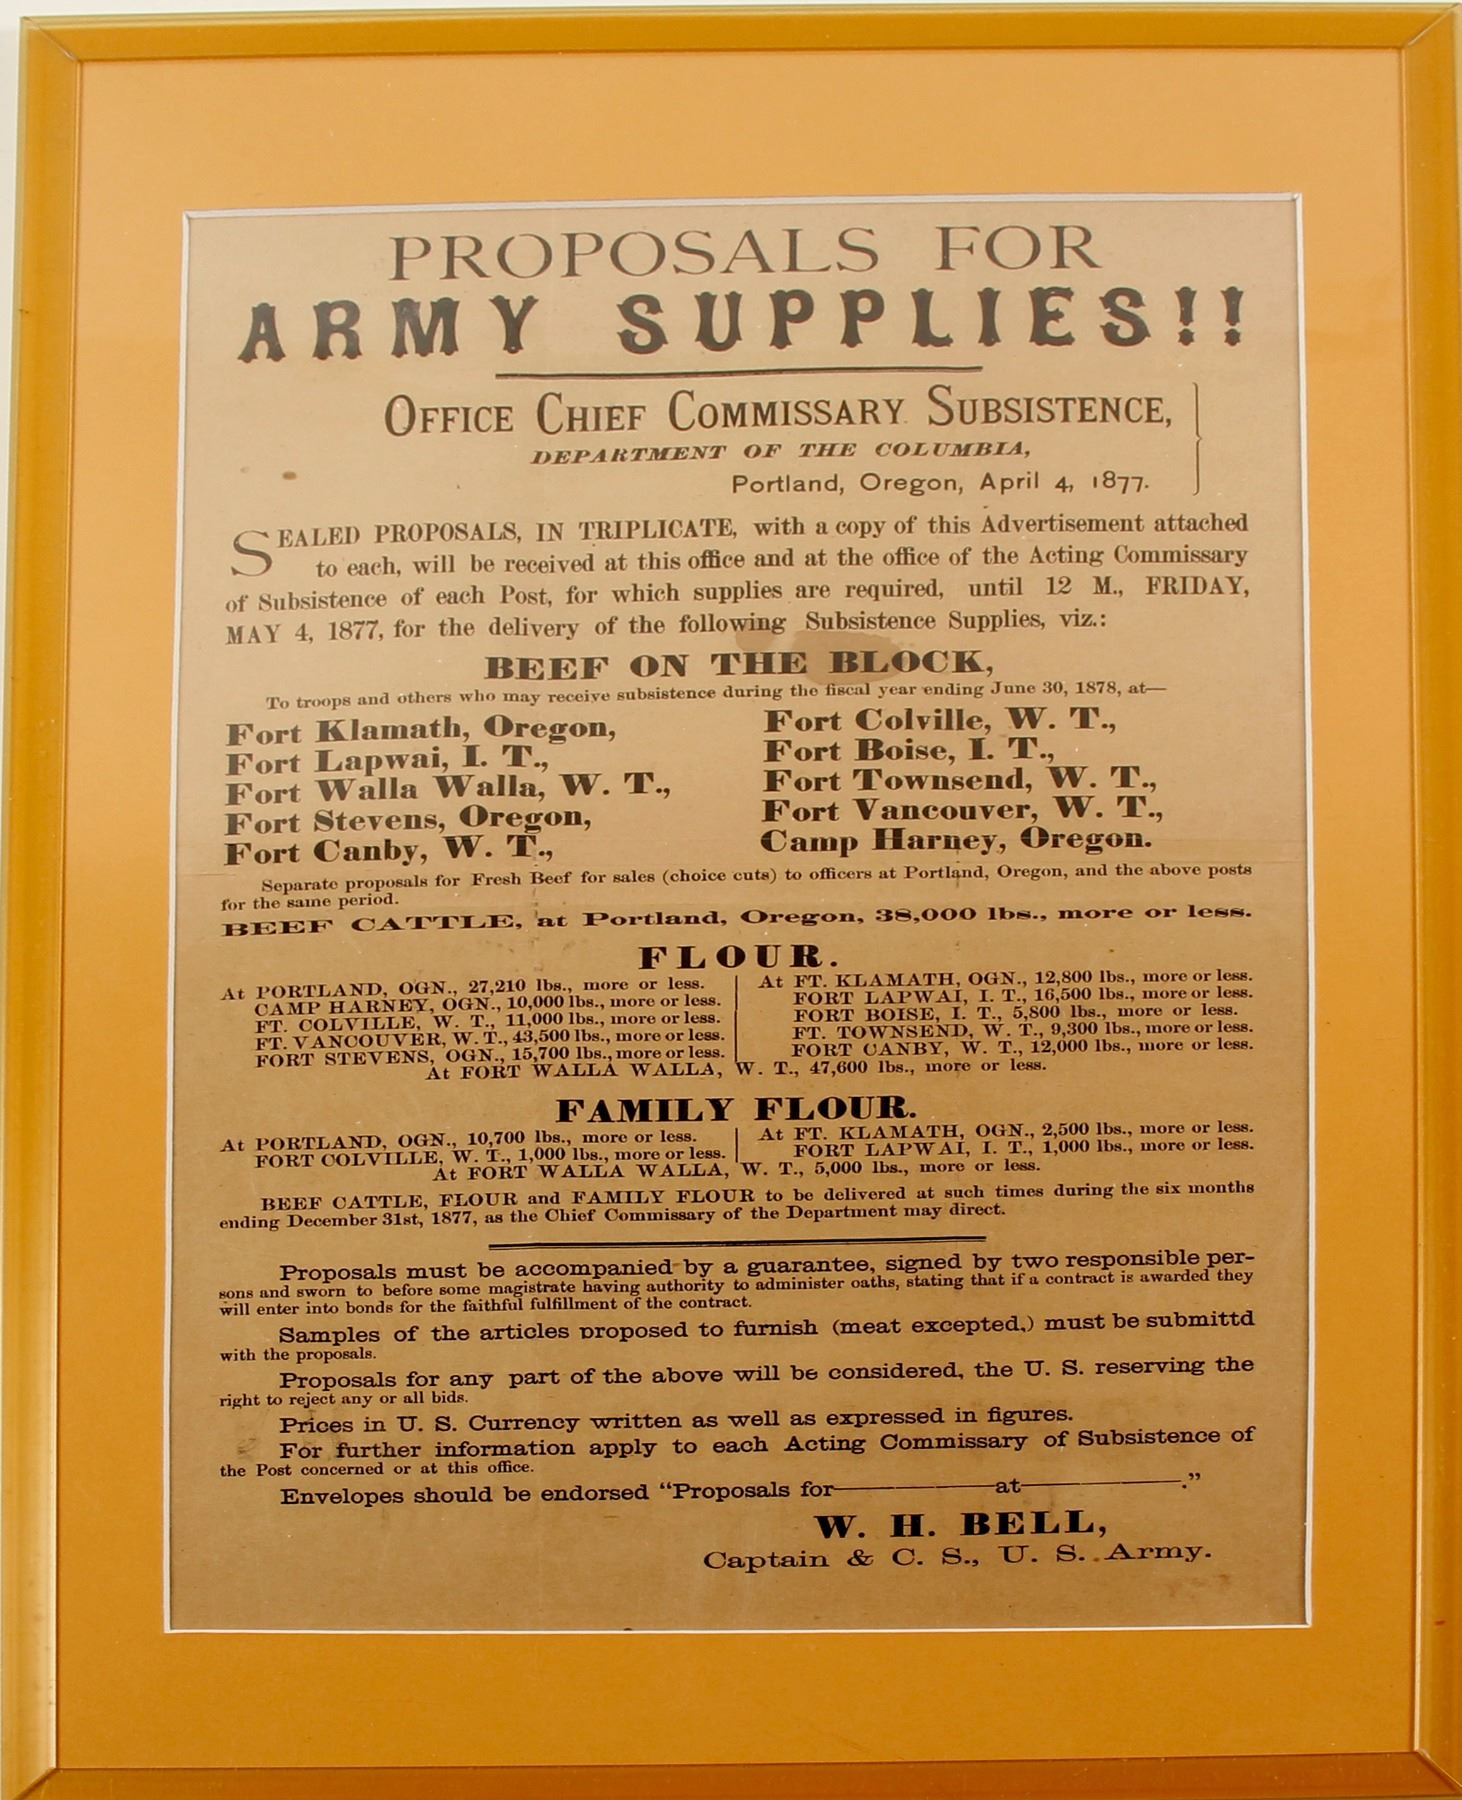 PROPOSALS FOR
ARMY SUPPLIES!!
OFFICE CHIEF COMMISSARY SUBSISTENCE,
DEPARTMENT OF THE COLUMBIA,
Portland, Oregon, April 4, 1877.
SEALED PROPOSALS, IN TRIPLICATE, with a copy of this Advertisement attached
to each, will be received at this office and at the office of the Acting Commissary
of Subsistence of each Post, for which supplies are required, until 12 M., FRIDAY,
MAY 4, 1877, for the delivery of the following Subsistence Supplies, viz.:
BEEF ON THE BLOCK,
To troops and others who may receive subsistence during the fiscal year ending June 30, 1878, at—
Fort Klamath, Oregon,
Fort Lapwai, I. T.,
Fort Walla Walla, W. T.,
Fort Stevens, Oregon,
Fort Canby, W. T.,
Fort Colville, W. T.,
Fort Boise, I. T.,
Fort Townsend, W. T.,
Fort Vancouver, W. T.,
Camp Harney, Oregon.
Separate proposals for Fresh Beef for sales (choice cuts) to officers at Portland, Oregon, and the above posts
for the same period.
BEEF CATTLE, at Portland, Oregon, 38,000 lbs., more or less.
FLOUR.
At PORTLAND, OGN., 27,210 lbs., more or less.
CAMP HARNEY, OGN., 10,000 lbs., more or less.
FT. COLVILLE, W. T., 11,000 lbs., more or less.
FT. VANCOUVER, W. T., 43,500 lbs., more or less.
FORT STEVENS, OGN., 15,700 lbs., more or less.
At FT. KLAMATH, OGN., 12,800 lbs., more or less.
FORT LAPWAI, I. T., 16,500 lbs., more or less.
FORT BOISE, I. T., 5,800 lbs., more or less.
FT. TOWNSEND, W. T., 9,300 lbs., more or less.
FORT CANBY, W. T., 12,000 lbs., more or less.
At FORT WALLA WALLA, W. T., 47,600 lbs., more or less.
FAMILY FLOUR.
At PORTLAND, OGN., 10,700 lbs., more or less.
FORT COLVILLE, W. T., 1,000 lbs., more or less.
At FT. KLAMATH, OGN., 2,500 lbs., more or less.
FORT LAPWAI, I. T., 1,000 lbs., more or less.
At FORT WALLA WALLA, W. T., 5,000 lbs., more or less.
BEEF CATTLE, FLOUR and FAMILY FLOUR to be delivered at such times during the six months
ending December 31st, 1877, as the Chief Commissary of the Department may direct.
Proposals must be accompanied by a guarantee, signed by two responsible per-
sons and sworn to before some magistrate having authority to administer oaths, stating that if a contract is awarded they
will enter into bonds for the faithful fulfillment of the contract.
Samples of the articles proposed to furnish (meat excepted,) must be submittd
with the proposals.
Proposals for any part of the above will be considered, the U. S. reserving the
right to reject any or all bids.
Prices in U. S. Currency written as well as expressed in figures.
For further information apply to each Acting Commissary of Subsistence of
the Post concerned or at this office.
Envelopes should be endorsed “Proposals for————at————.”
W. H. BELL,
Captain & C. S., U. S. Army.